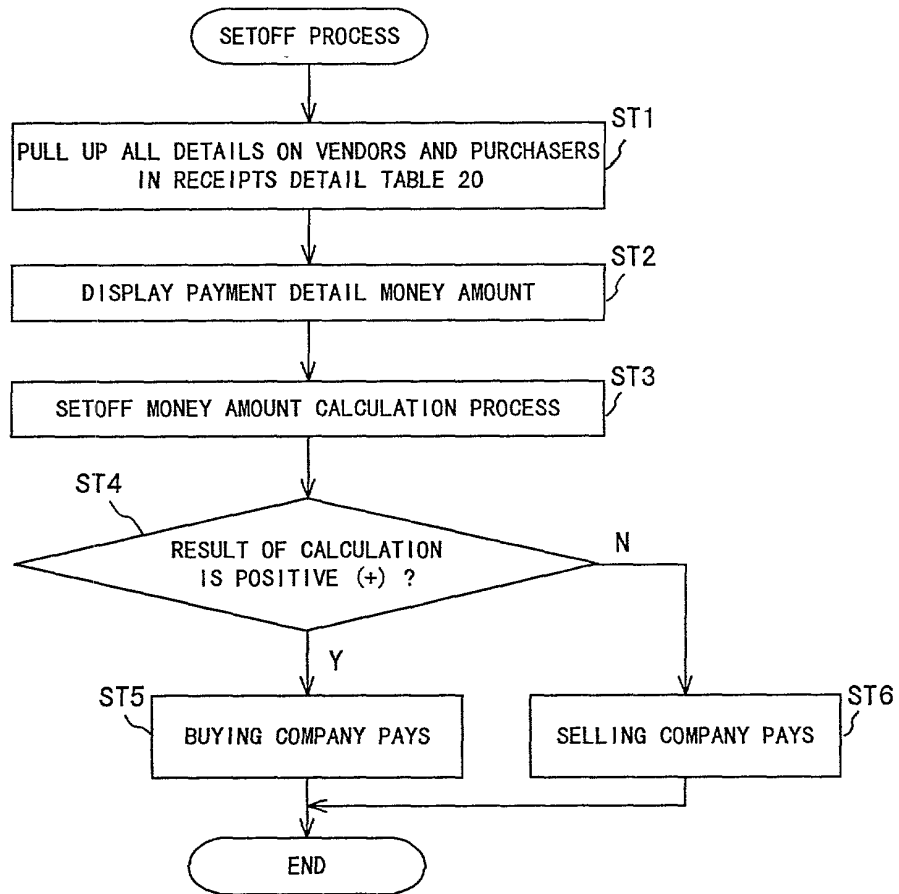 SETOFF PROCESS
ST1
PULL UP ALL DETAILS ON VENDORS AND PURCHASERS
IN RECEIPTS DETAIL TABLE 20
ST2
DISPLAY PAYMENT DETAIL MONEY AMOUNT
ST3
SETOFF MONEY AMOUNT CALCULATION PROCESS
ST4
RESULT OF CALCULATION
IS POSITIVE (+) ?
N
Y
ST5
BUYING COMPANY PAYS
ST6
SELLING COMPANY PAYS
END